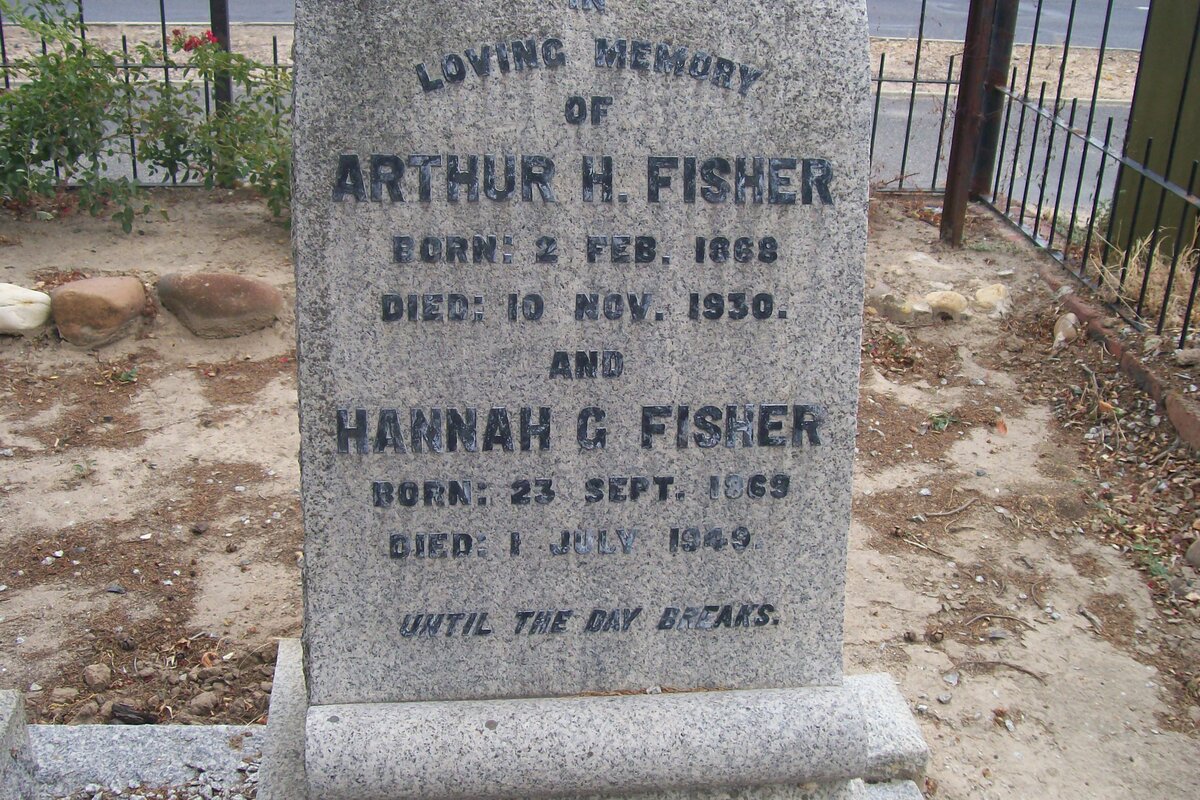 IN
LOVING MEMORY
OF
ARTHUR H. FISHER
BORN: 2 FEB. 1868
DIED: 10 NOV. 1930.
AND
HANNAH G FISHER
BORN: 23 SEPT. 1869
DIED: 1 JULY 1949.
UNTIL THE DAY BREAKS.